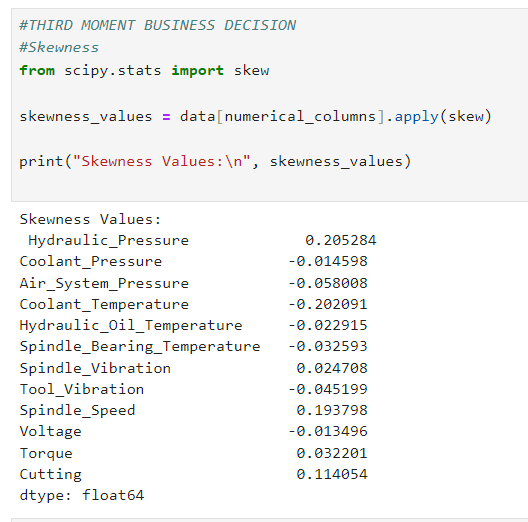 #THIRD MOMENT BUSINESS DECISION
#Skewness
from scipy.stats import skew
skewness_values = data[numerical_columns].apply(skew)
print("Skewness Values:\n", skewness_values)
Skewness Values:
 Hydraulic_Pressure              0.205284
Coolant_Pressure               -0.014598
Air_System_Pressure            -0.058008
Coolant_Temperature            -0.202091
Hydraulic_Oil_Temperature      -0.022915
Spindle_Bearing_Temperature    -0.032593
Spindle_Vibration               0.024708
Tool_Vibration                 -0.045199
Spindle_Speed                   0.193798
Voltage                        -0.013496
Torque                          0.032201
Cutting                         0.114054
dtype: float64